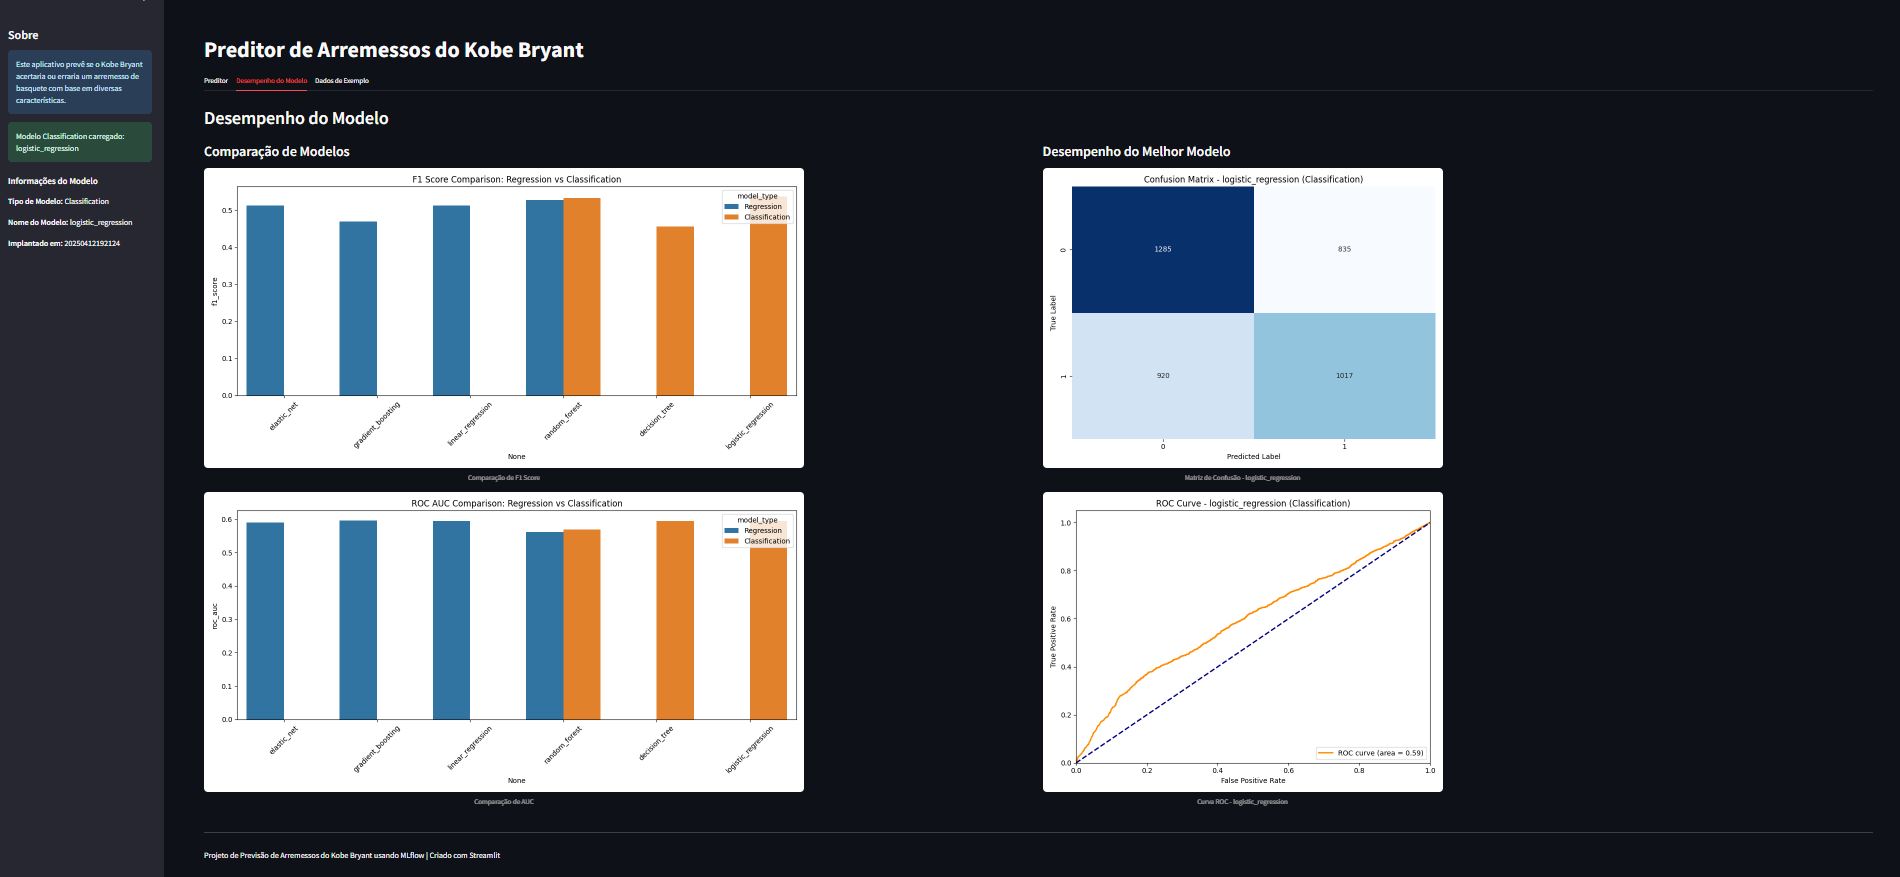 Sobre
Este aplicativo prevê se o Kobe Bryant
acertaria ou erraria um arremesso de
basquete com base em diversas
características.
Modelo Classification carregado:
logistic_regression
Informações do Modelo
Tipo de Modelo: Classification
Nome do Modelo: logistic_regression
Implantado em: 20250412192124
Preditor de Arremessos do Kobe Bryant
Preditor Desempenho do Modelo Dados de Exemplo
Desempenho do Modelo
Comparação de Modelos
F1 Score Comparison: Regression vs Classification
model_type
Regression
Classification
f1_score
0.5
0.4
0.3
0.2
0.1
0.0
elastic_net
gradient_boosting
linear_regression
random_forest
decision_tree
logistic_regression
None
Comparação de F1 Score
ROC AUC Comparison: Regression vs Classification
model_type
Regression
Classification
roc_auc
0.6
0.5
0.4
0.3
0.2
0.1
0.0
elastic_net
gradient_boosting
linear_regression
random_forest
decision_tree
logistic_regression
None
Comparação de AUC
Desempenho do Melhor Modelo
Confusion Matrix - logistic_regression (Classification)
True Label
0
1285 835
1
920 1017
0 1
Predicted Label
Matriz de Confusão - logistic_regression
ROC Curve - logistic_regression (Classification)
True Positive Rate
1.0
0.8
0.6
0.4
0.2
0.0
ROC curve (area = 0.59)
0.0 0.2 0.4 0.6 0.8 1.0
False Positive Rate
Curva ROC - logistic_regression
Projeto de Previsão de Arremessos do Kobe Bryant usando MLflow | Criado com Streamlit